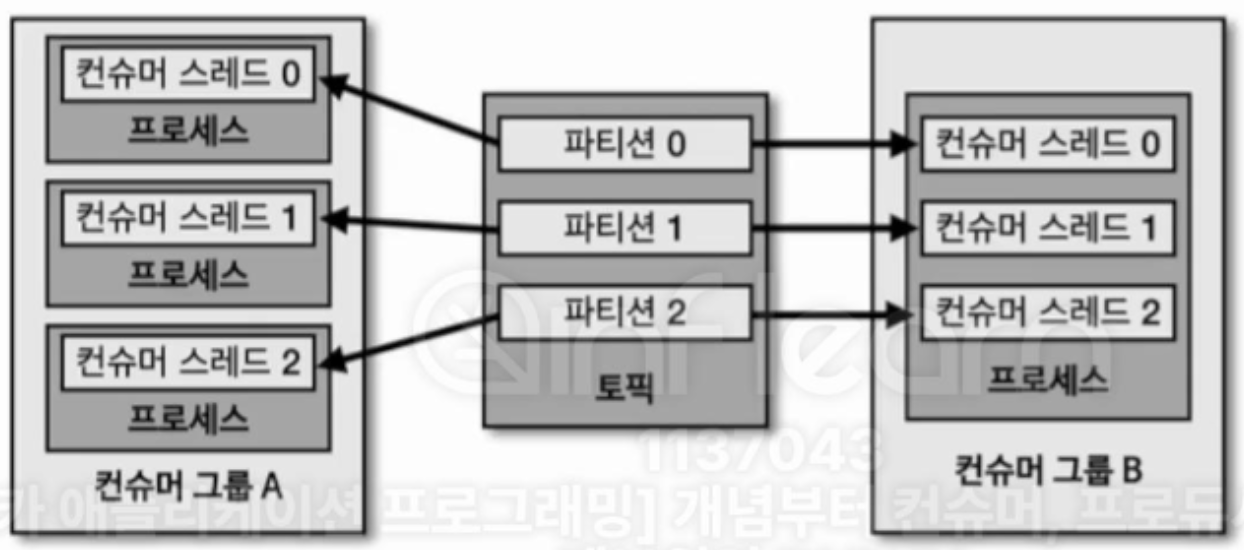 컨슈머 스레드 0
프로세스
컨슈머 스레드 1
프로세스
컨슈머 스레드 2
프로세스
컨슈머 그룹 A
파티션 0
파티션 1
파티션 2
토픽
컨슈머 스레드 0
컨슈머 스레드 1
컨슈머 스레드 2
프로세스
컨슈머 그룹 B
inflearn
1137043
카 애플리케이션 프로그래밍] 개념부터 컨슈머, 프로듀